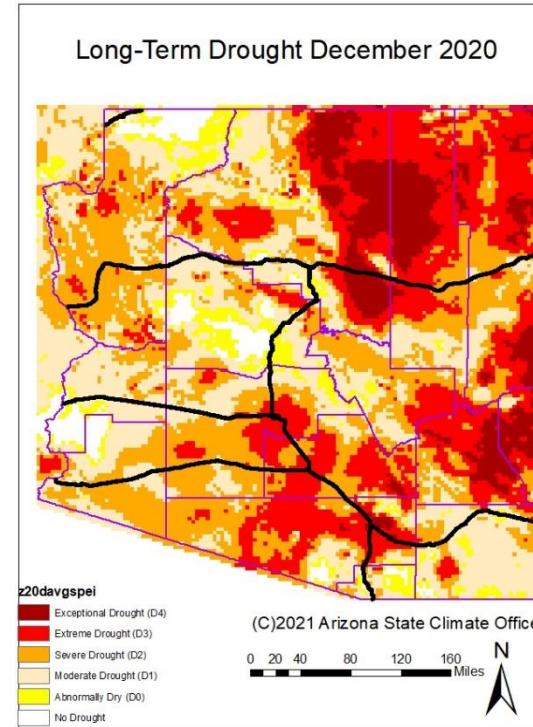 Long-Term Drought December 2020
z20davgspei
Exceptional Drought (D4)
Extreme Drought (D3)
Severe Drought (D2)
Moderate Drought (D1)
Abnormally Dry (D0)
No Drought
(C)2021 Arizona State Climate Office
0 10 20 40 80 120 160
Miles
N